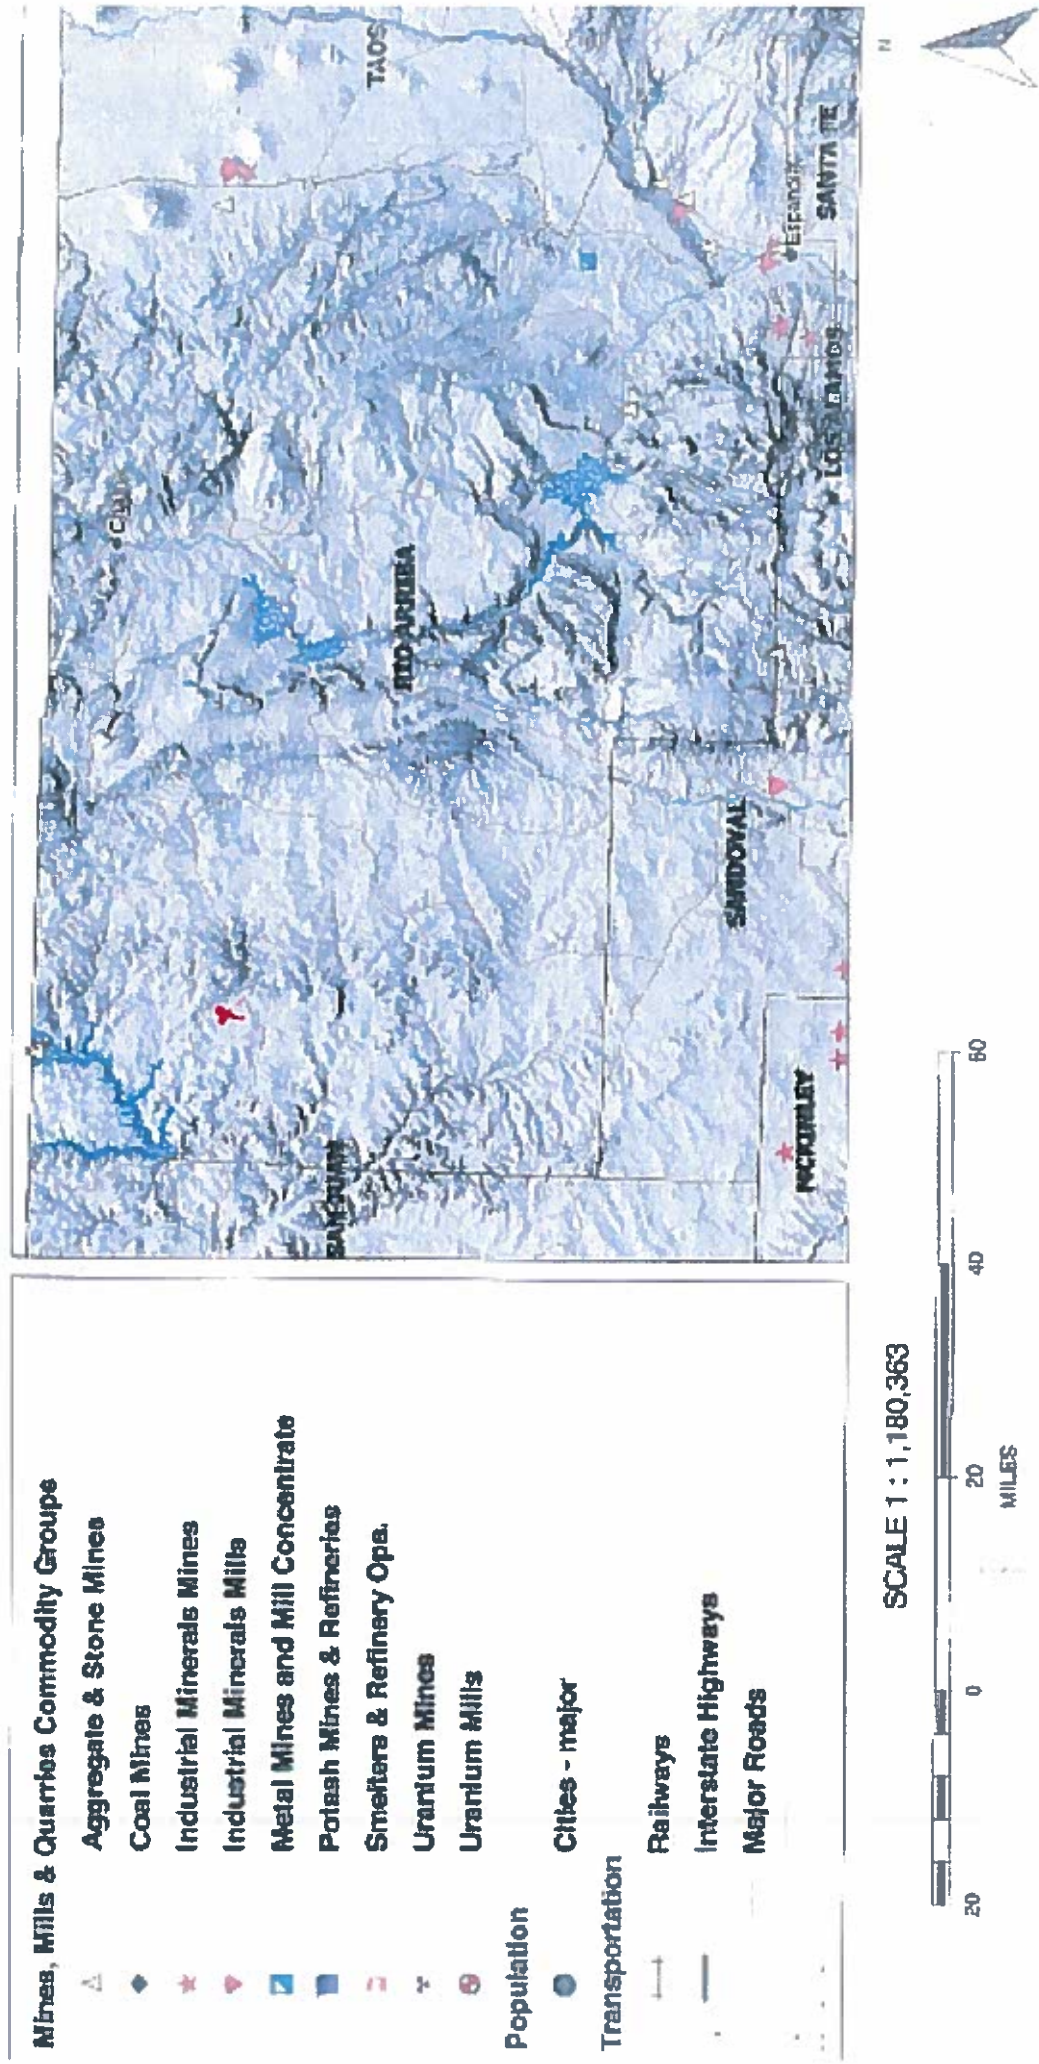 Mines, Mills & Quarries Commodity Groups
Aggregate & Stone Mines
Coal Mines
Industrial Minerals Mines
Industrial Minerals Mills
Metal Mines and Mill Concentrate
Potash Mines & Refineries
Smelters & Refinery Ops.
Uranium Mines
Uranium Mills
Population
Cities - major
Transportation
Railways
Interstate Highways
Major Roads
SAN JUAN
RIO ARRIBA
TAOS
MCKINLEY
SANDOVAL
LOS ALAMOS
Espanola
SANTA FE
SCALE 1 : 1,180,363
20
0
20
40
60
MILES
N